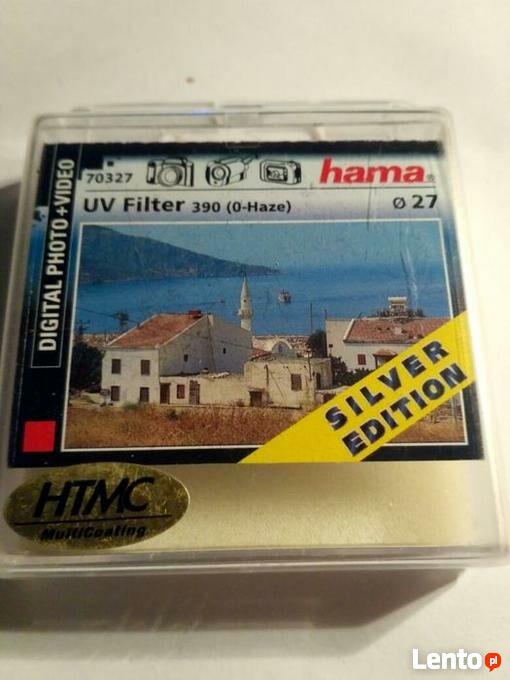 70327
hama®
UV Filter 390 (0-Haze)
ø 27
DIGITAL PHOTO+VIDEO
SILVER
EDITION
HTMC
MultiCoating
Lento.pl